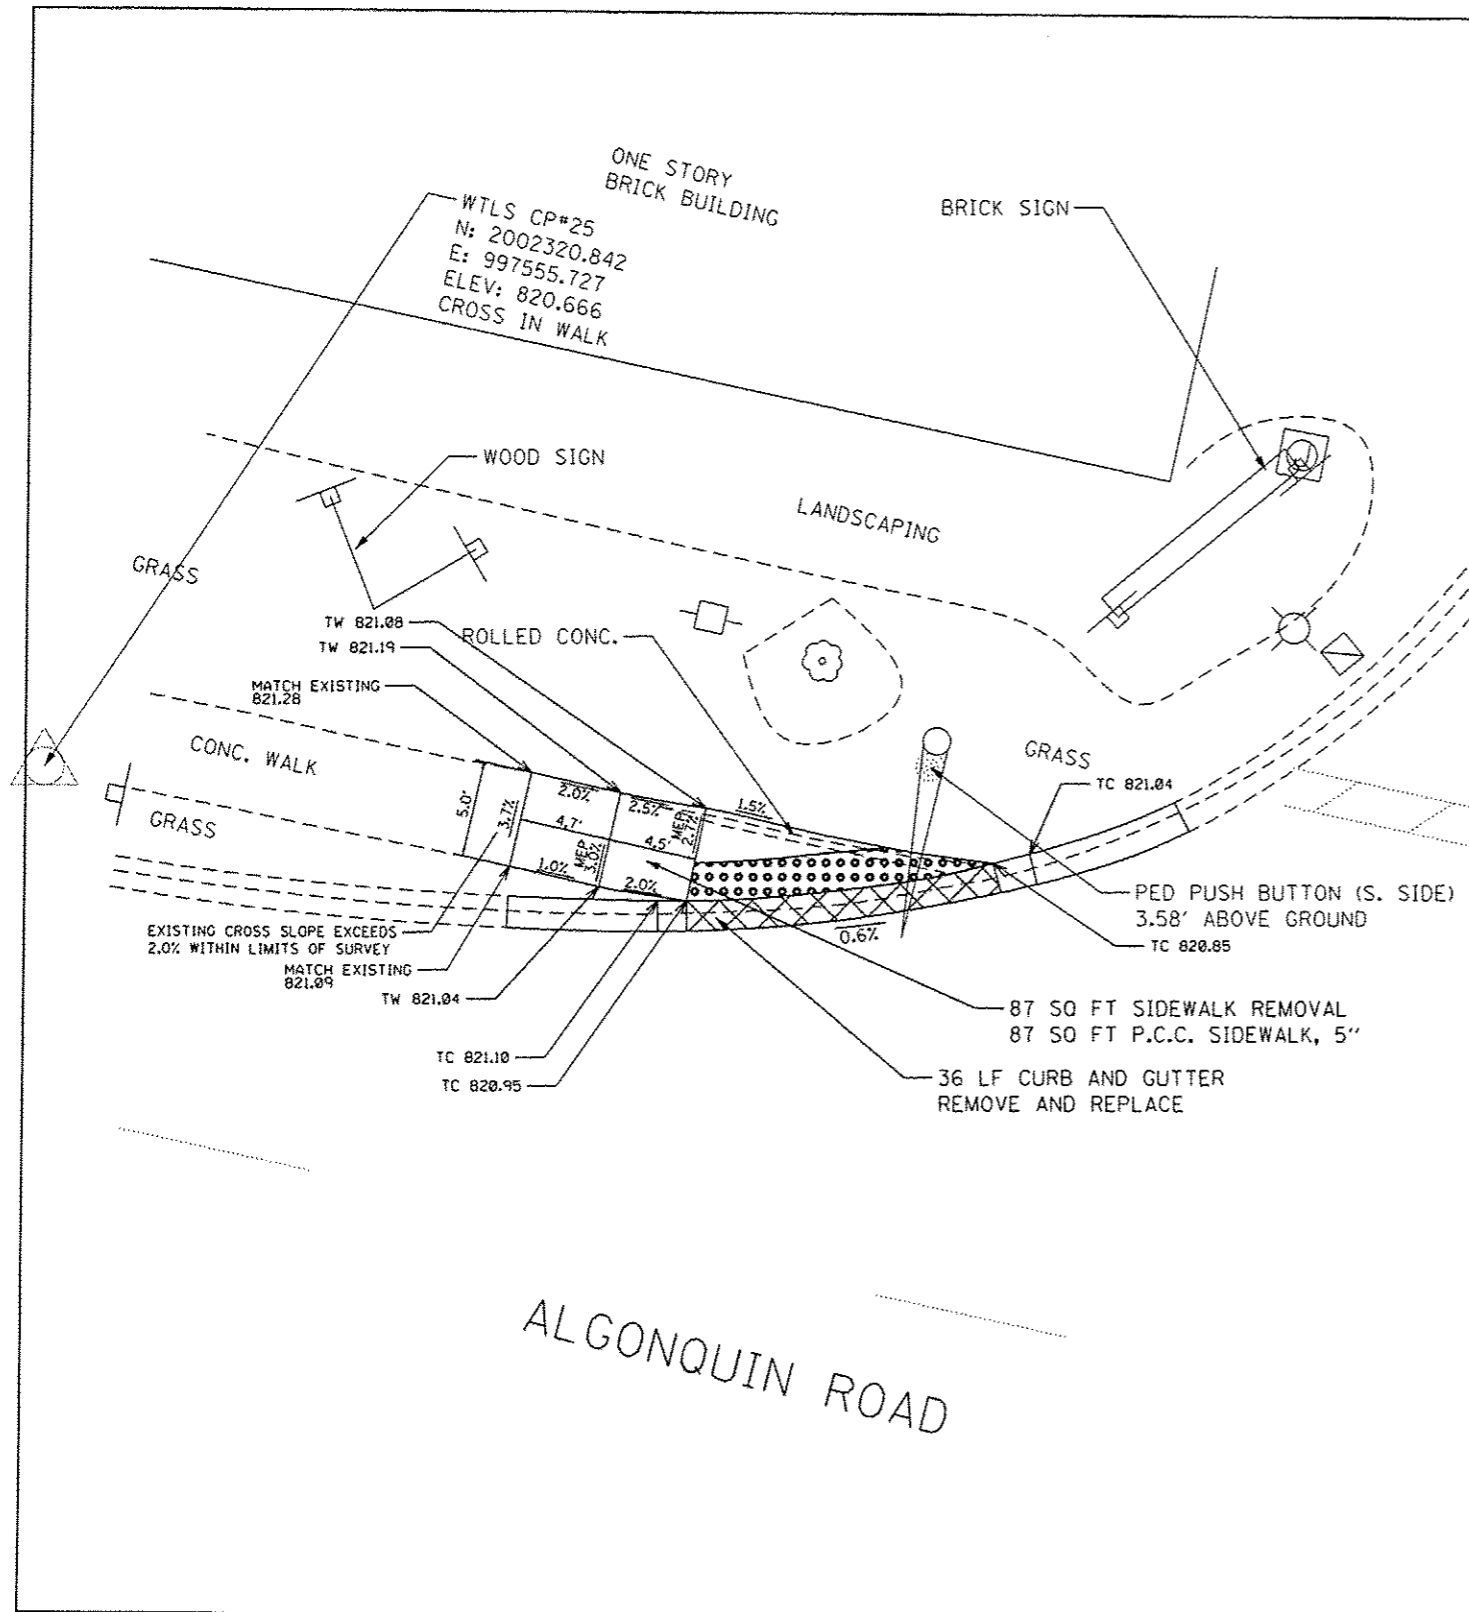 ONE STORY
BRICK BUILDING
WTLS CP#25
N: 2002320.842
E: 997555.727
ELEV: 820.666
CROSS IN WALK
BRICK SIGN
WOOD SIGN
LANDSCAPING
GRASS
TW 821.08
TW 821.19
ROLLED CONC.
MATCH EXISTING
821.28
CONC. WALK
GRASS
GRASS
TC 821.04
5.0'
3.7%
2.0%
2.5%
1.5%
4.7'
4.5'
MEP
2.7%
MEP
3.0%
1.0%
2.0%
0.6%
PED PUSH BUTTON (S. SIDE)
3.58' ABOVE GROUND
TC 820.85
EXISTING CROSS SLOPE EXCEEDS
2.0% WITHIN LIMITS OF SURVEY
MATCH EXISTING
821.09
TW 821.04
87 SQ FT SIDEWALK REMOVAL
87 SQ FT P.C.C. SIDEWALK, 5''
TC 821.10
TC 820.95
36 LF CURB AND GUTTER
REMOVE AND REPLACE
ALGONQUIN ROAD